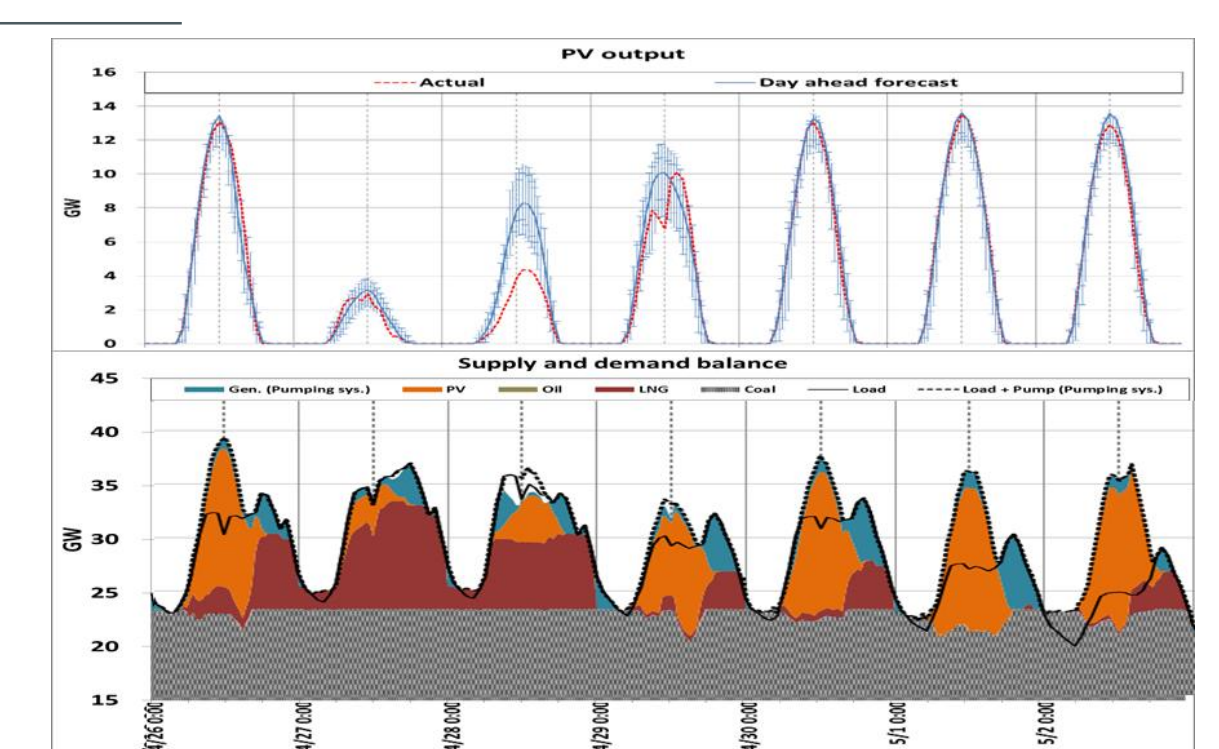 PV output
16
Actual
Day ahead forecast
14
12
10
8
6
4
2
0
GW
Supply and demand balance
45
Gen. (Pumping sys.)
PV
Oil
LNG
Coal
Load
Load + Pump (Pumping sys.)
40
35
30
25
20
15
GW
4/27 0:00
4/28 0:00
4/29 0:00
4/30 0:00
5/1 0:00
5/2 0:00